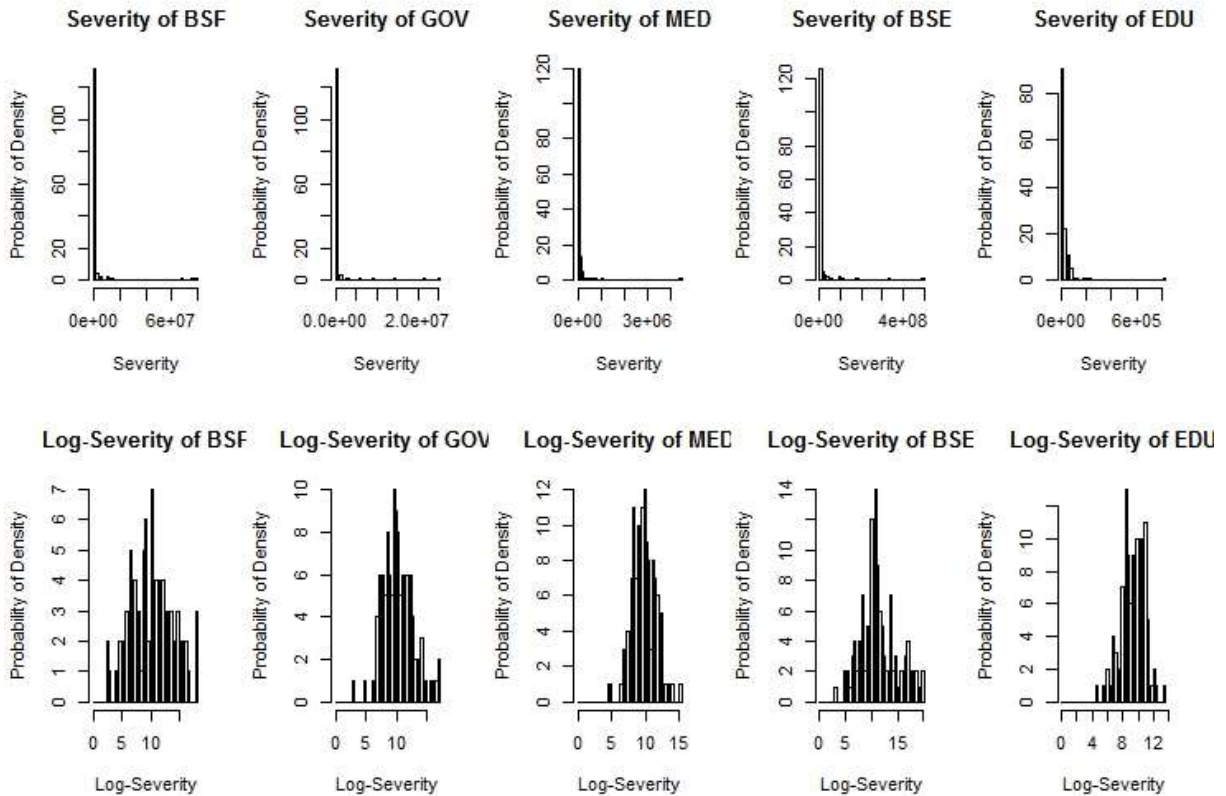 Severity of BSF
Probability of Density
0 20 60 100
0e+00 6e+07
Severity
Severity of GOV
Probability of Density
0 20 60 100
0.0e+00 2.0e+07
Severity
Severity of MED
Probability of Density
0 20 40 60 80 100 120
0e+00 3e+06
Severity
Severity of BSE
Probability of Density
0 20 40 60 80 120
0e+00 4e+08
Severity
Severity of EDU
Probability of Density
0 20 40 60 80
0e+00 6e+05
Severity
Log-Severity of BSF
Probability of Density
0 1 2 3 4 5 6 7
0 5 10
Log-Severity
Log-Severity of GOV
Probability of Density
0 2 4 6 8 10
0 10
Log-Severity
Log-Severity of MED
Probability of Density
0 2 4 6 8 10 12
0 5 10 15
Log-Severity
Log-Severity of BSE
Probability of Density
0 2 4 6 8 10 14
0 5 15
Log-Severity
Log-Severity of EDU
Probability of Density
0 2 4 6 8 10
0 4 8 12
Log-Severity